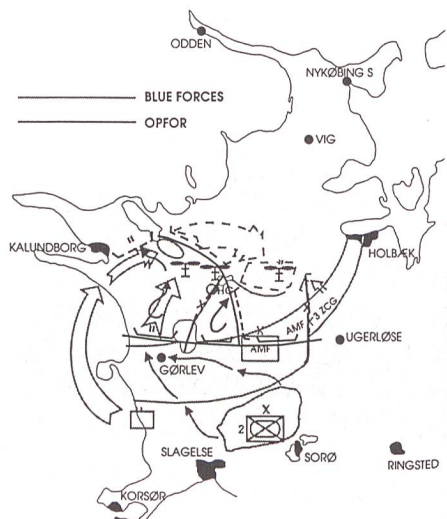 ODDEN
NYKØBING S
BLUE FORCES
OPFOR
VIG
KALUNDBORG
HOLBÆK
AMF
3 ZCG
AMF
UGERLØSE
GØRLEV
X
2
SLAGELSE
SORØ
RINGSTED
KORSØR